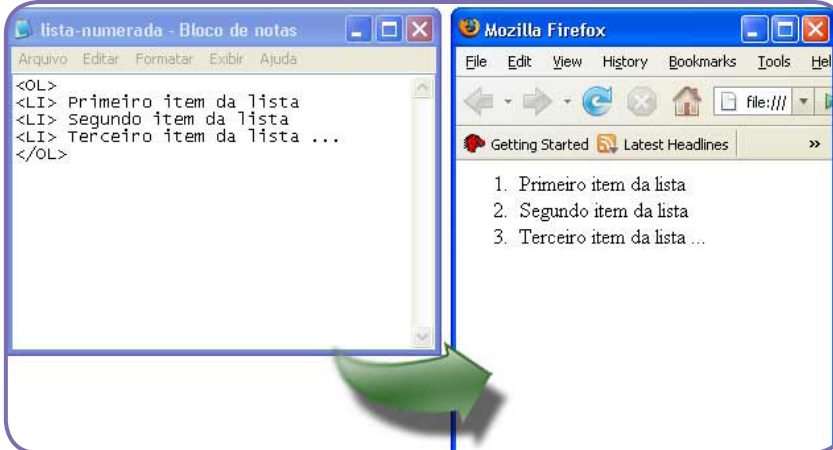 lista-numerada - Bloco de notas
Arquivo Editar Formatar Exibir Ajuda
<OL>
<LI> Primeiro item da lista
<LI> Segundo item da lista
<LI> Terceiro item da lista ...
</OL>
Mozilla Firefox
File Edit View History Bookmarks Tools Hel
file:///
Getting Started Latest Headlines »
1. Primeiro item da lista
2. Segundo item da lista
3. Terceiro item da lista ...